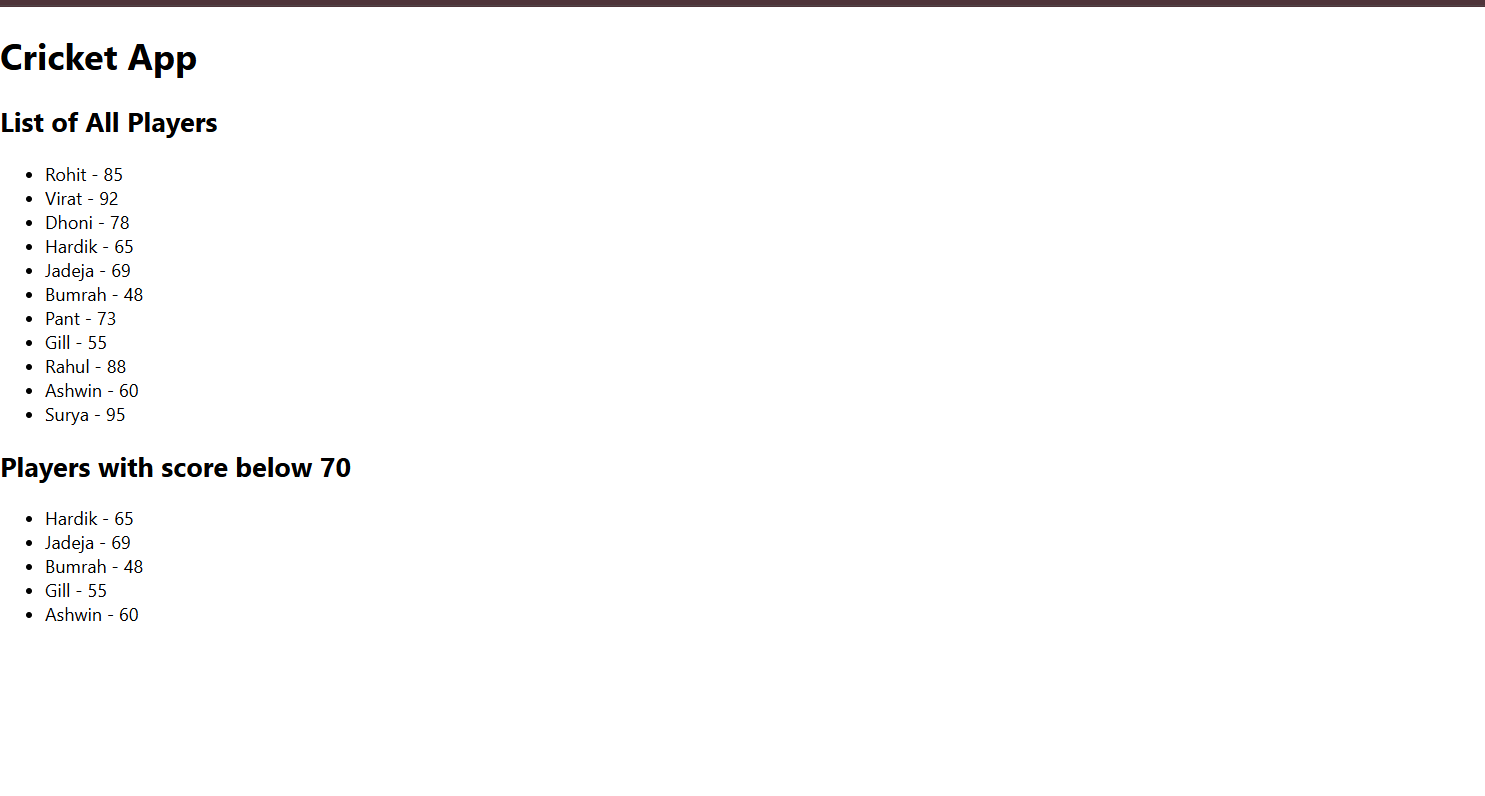 Cricket App
List of All Players
• Rohit - 85
• Virat - 92
• Dhoni - 78
• Hardik - 65
• Jadeja - 69
• Bumrah - 48
• Pant - 73
• Gill - 55
• Rahul - 88
• Ashwin - 60
• Surya - 95
Players with score below 70
• Hardik - 65
• Jadeja - 69
• Bumrah - 48
• Gill - 55
• Ashwin - 60